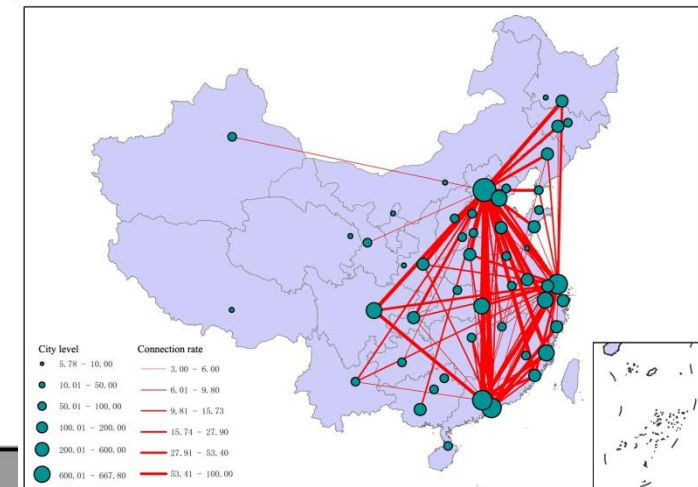 City level
5.78 - 10.00
10.01 - 50.00
50.01 - 100.00
100.01 - 200.00
200.01 - 600.00
600.01 - 667.80
Connection rate
3.00 - 6.00
6.01 - 9.80
9.81 - 15.73
15.74 - 27.90
27.91 - 53.40
53.41 - 100.00